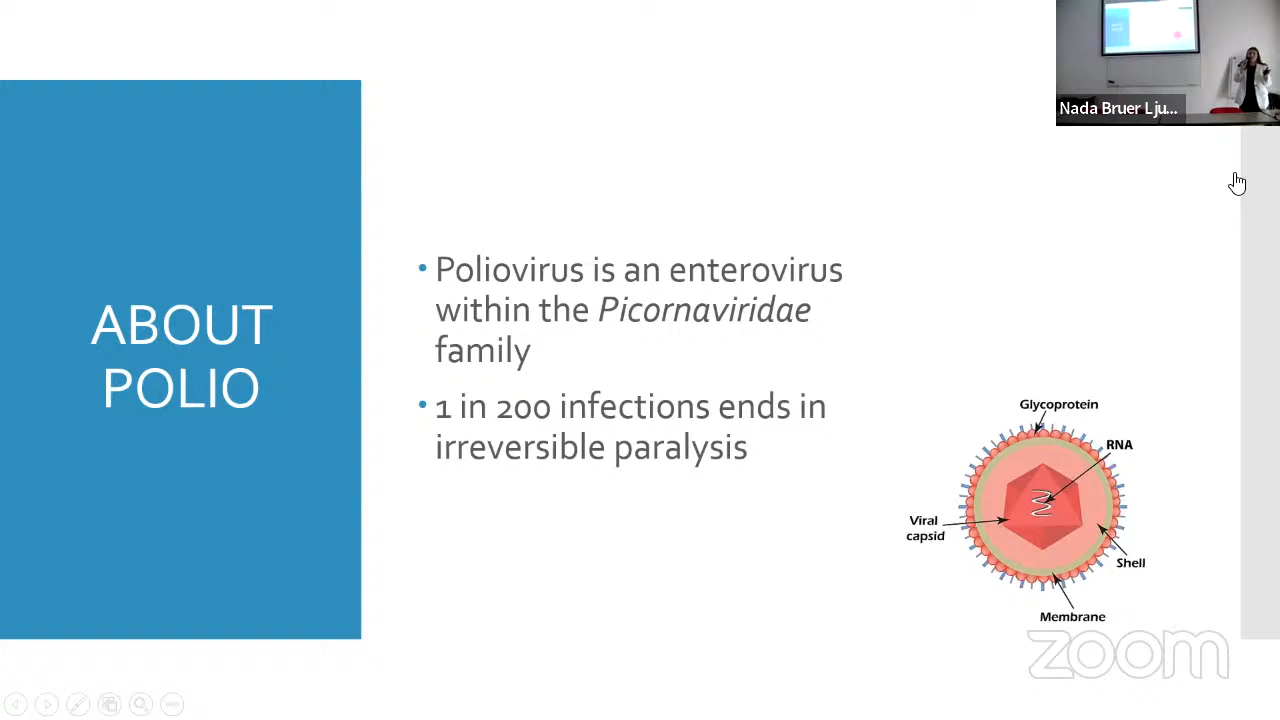 Nada Bruer Lju...
ABOUT
POLIO
• Poliovirus is an enterovirus
within the Picornaviridae
family
• 1 in 200 infections ends in
irreversible paralysis
Glycoprotein
RNA
Viral
capsid
Shell
Membrane
zoom